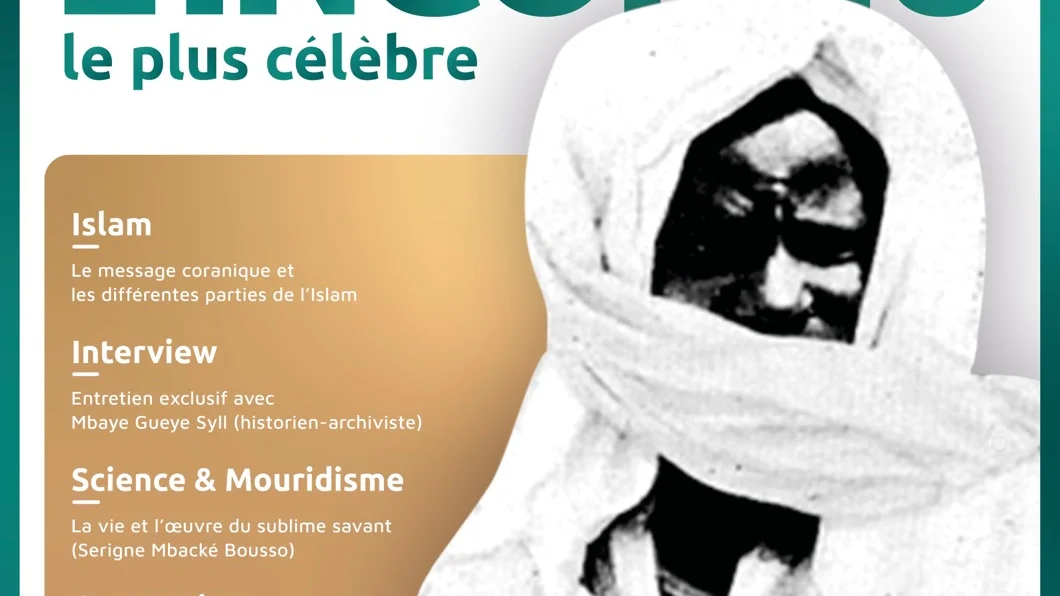 le plus célèbre
Islam
Le message coranique et
les différentes parties de l'Islam
Interview
Entretien exclusif avec
Mbaye Gueye Syll (historien-archiviste)
Science & Mouridisme
La vie et l'œuvre du sublime savant
(Serigne Mbacké Bousso)